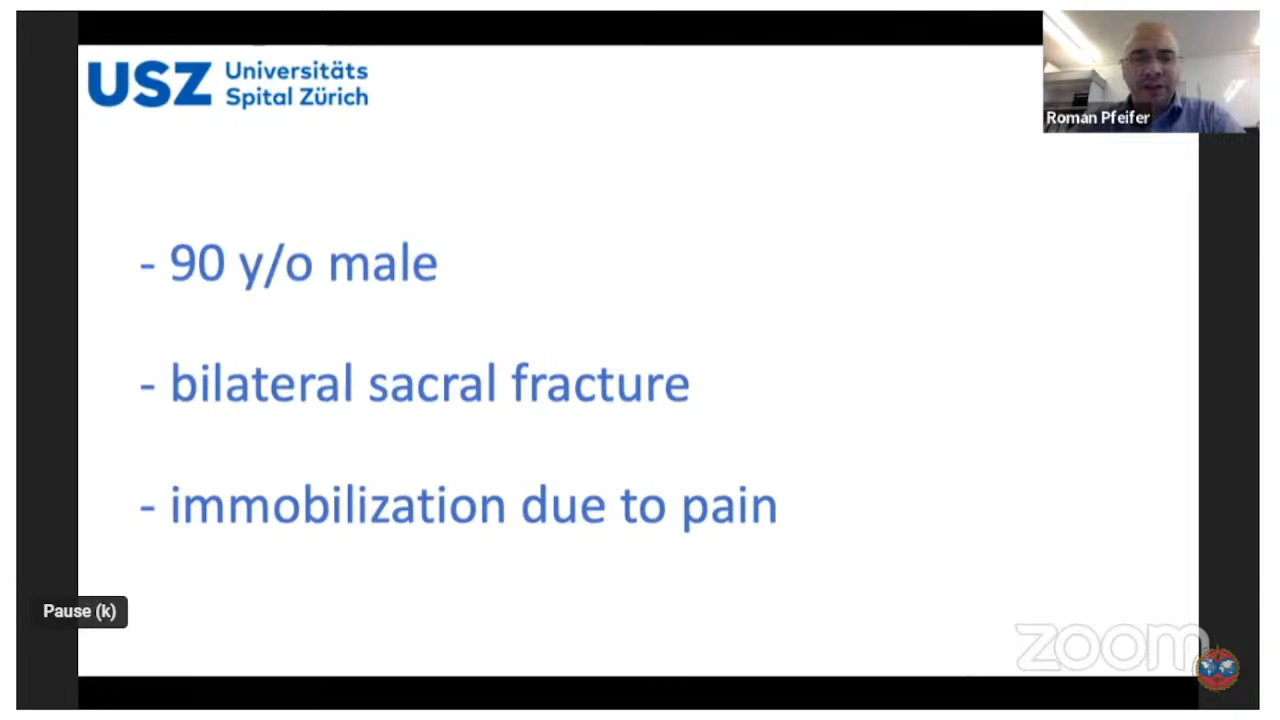 USZ Universitäts
Spital Zürich
Roman Pfeifer
- 90 y/o male
- bilateral sacral fracture
- immobilization due to pain
Pause (k)
zoom